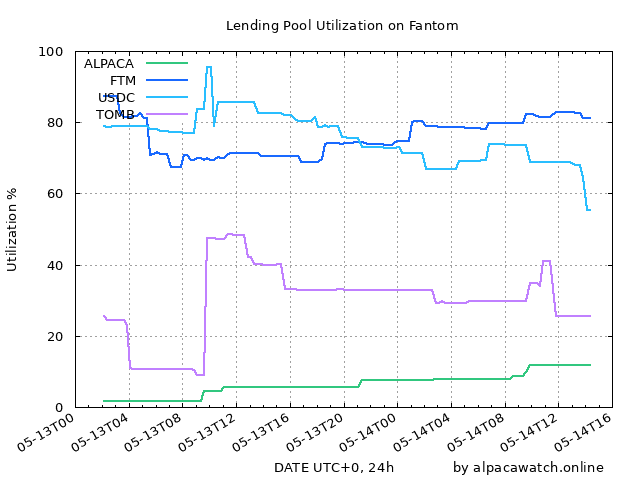 Lending Pool Utilization on Fantom
100
80
60
40
20
0
Utilization %
ALPACA
FTM
USDC
TOMB
05-13T00
05-13T04
05-13T08
05-13T12
05-13T16
05-13T20
05-14T00
05-14T04
05-14T08
05-14T12
05-14T16
DATE UTC+0, 24h
by alpacawatch.online